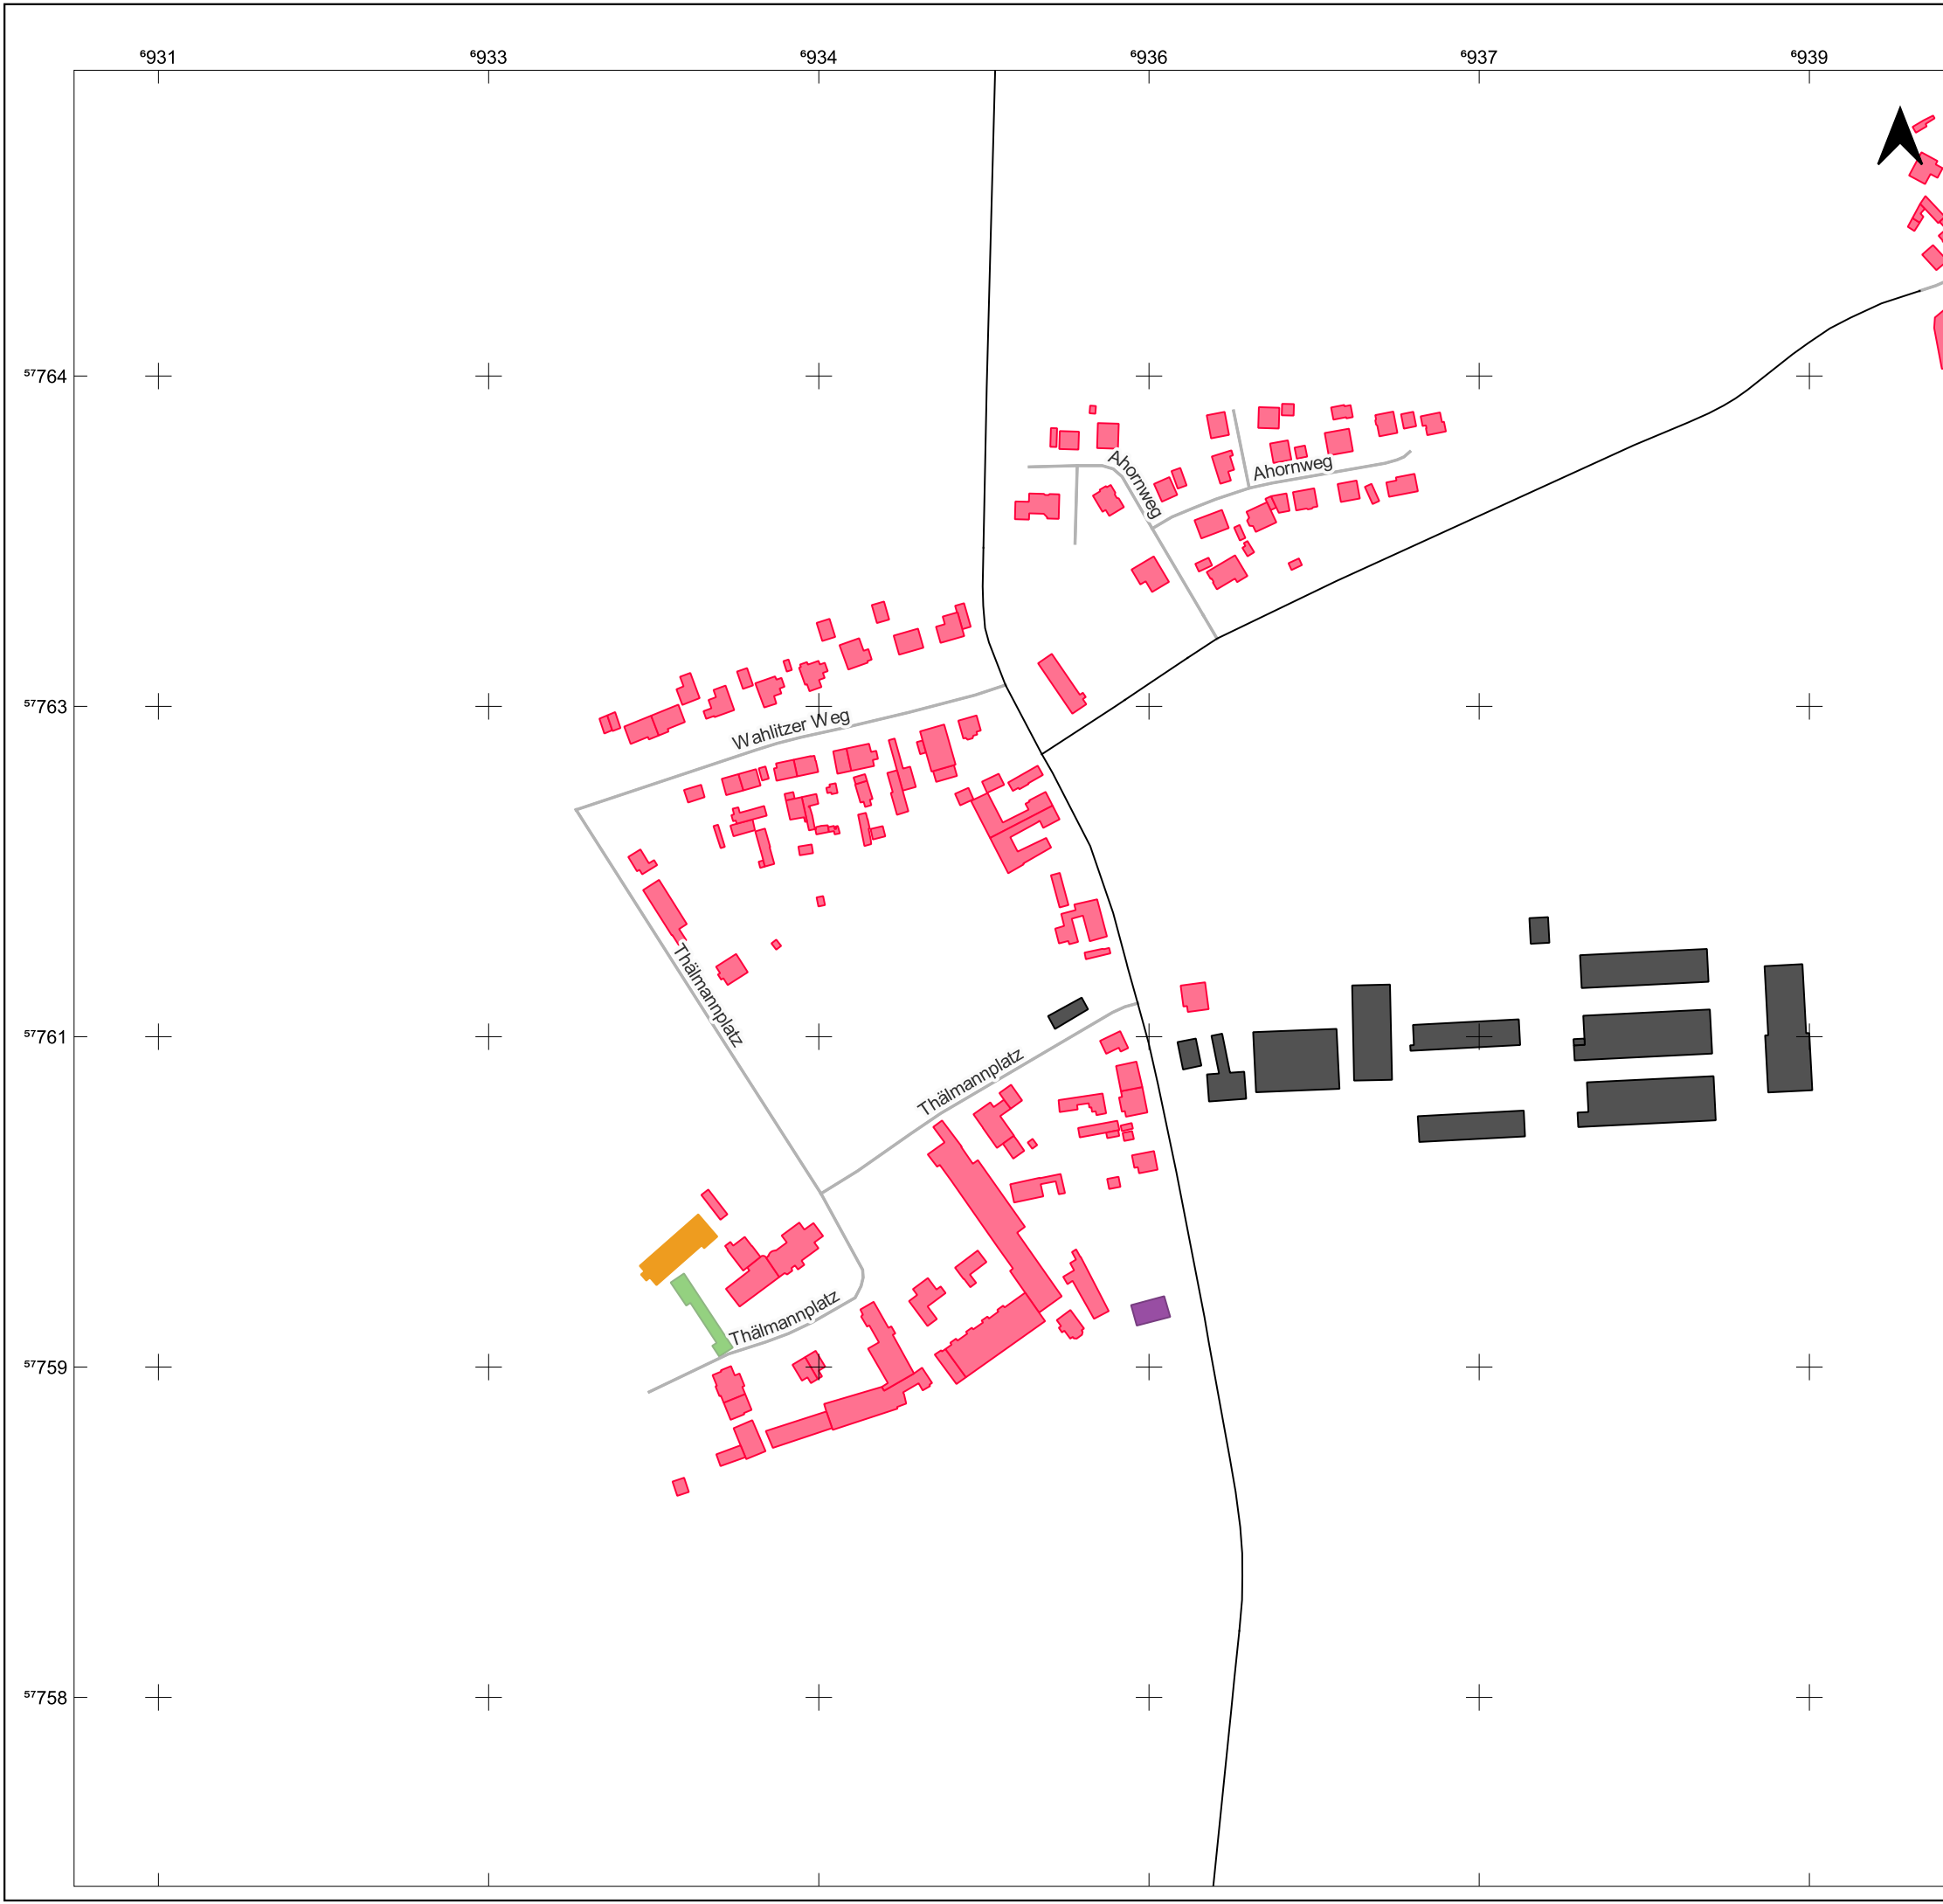 ⁶931 ⁶933 ⁶934 ⁶936 ⁶937 ⁶939
⁵⁷764
Ahornweg
Ahornweg
⁵⁷763
Wahlitzer Weg
Thälmannplatz
⁵⁷761
Thälmannplatz
Thälmannplatz
⁵⁷759
⁵⁷758